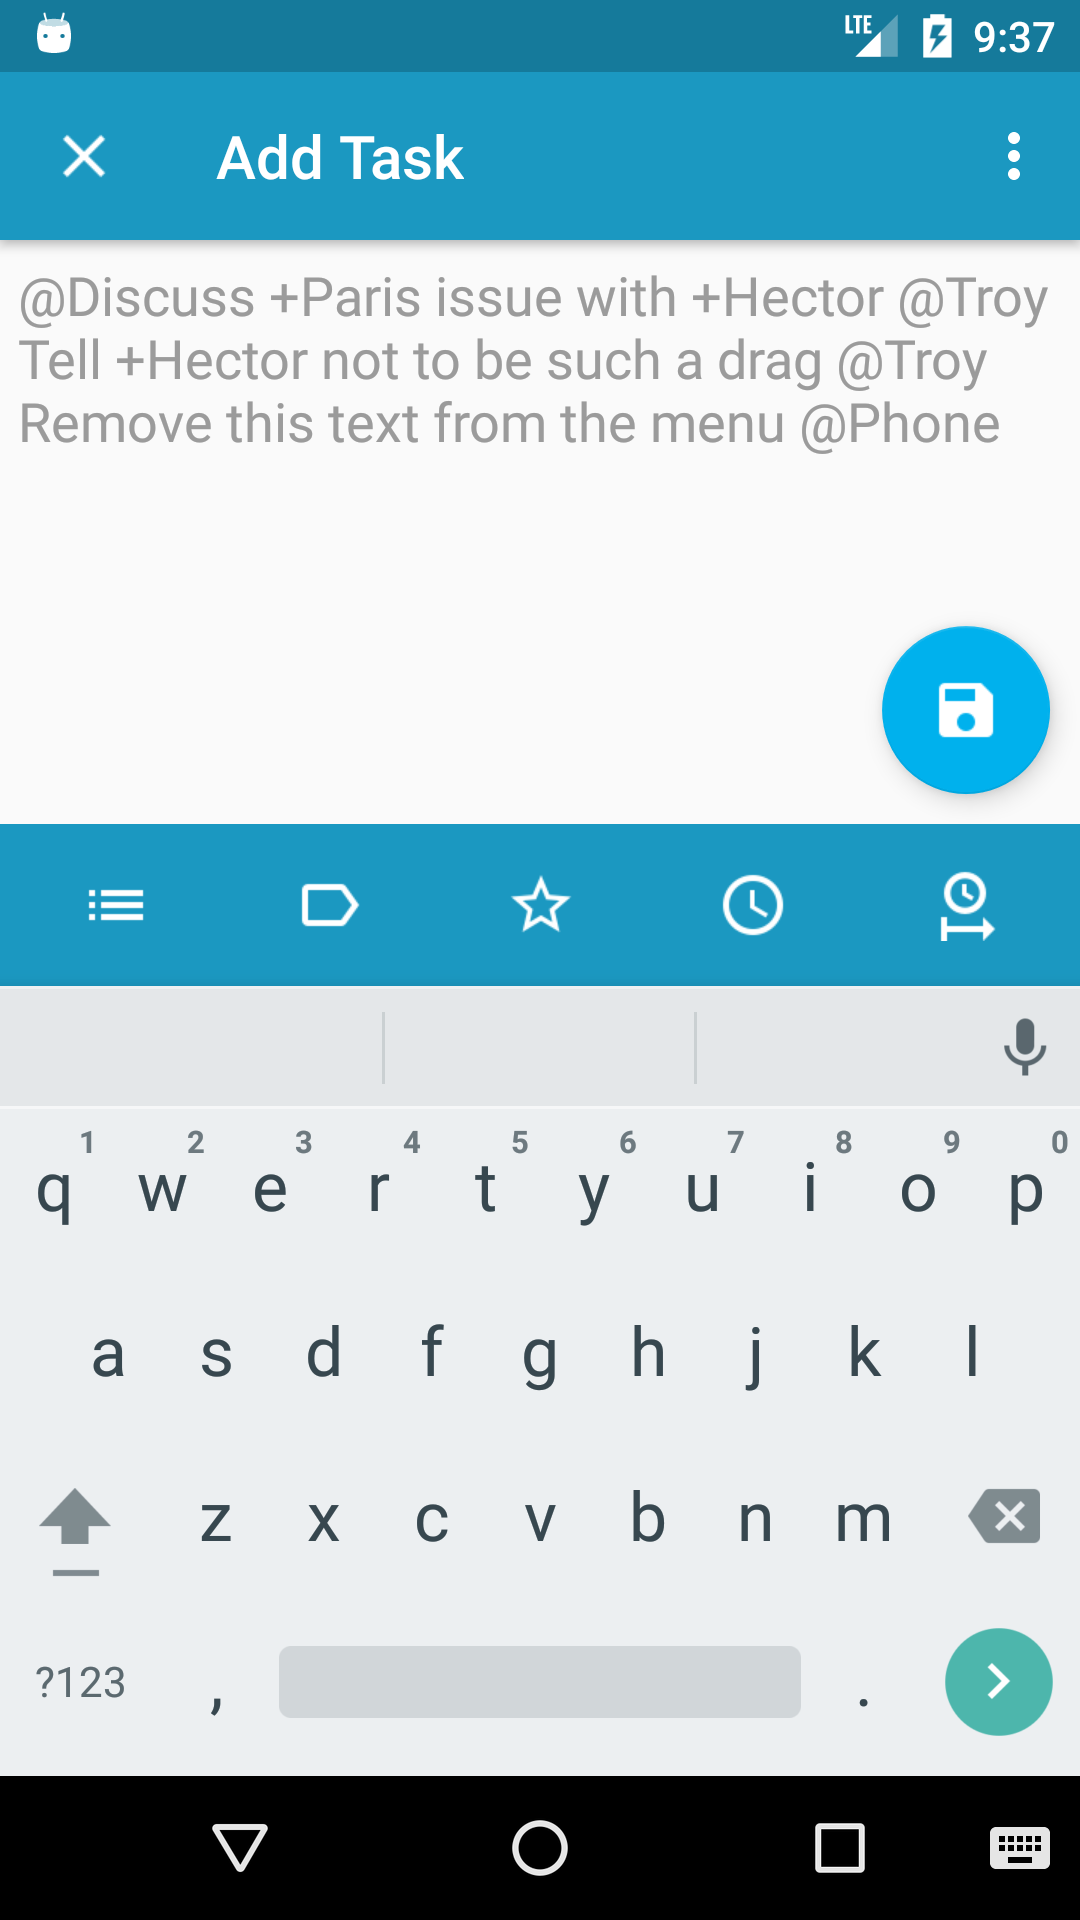 LTE 9:37
Add Task
@Discuss +Paris issue with +Hector @Troy
Tell +Hector not to be such a drag @Troy
Remove this text from the menu @Phone
1 2 3 4 5 6 7 8 9 0
q w e r t y u i o p
a s d f g h j k l
z x c v b n m
?123 , .